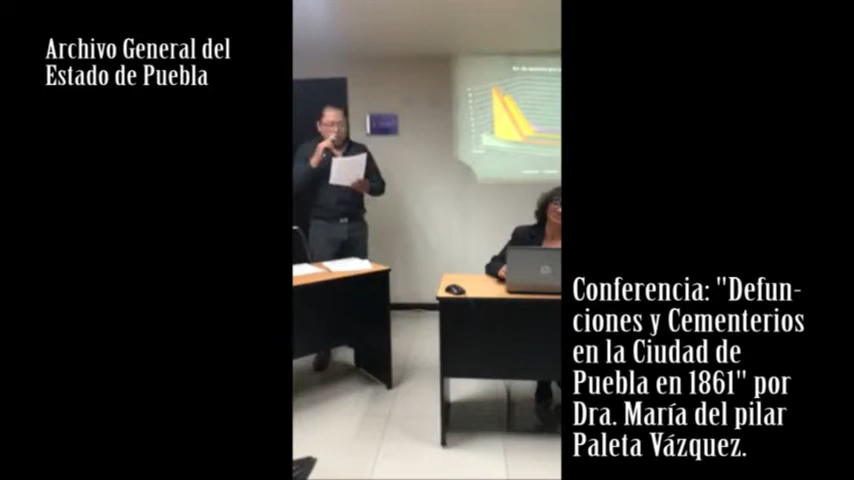 Archivo General del
Estado de Puebla
Conferencia: "Defun-
ciones y Cementerios
en la Ciudad de
Puebla en 1861" por
Dra. María del pilar
Paleta Vázquez.